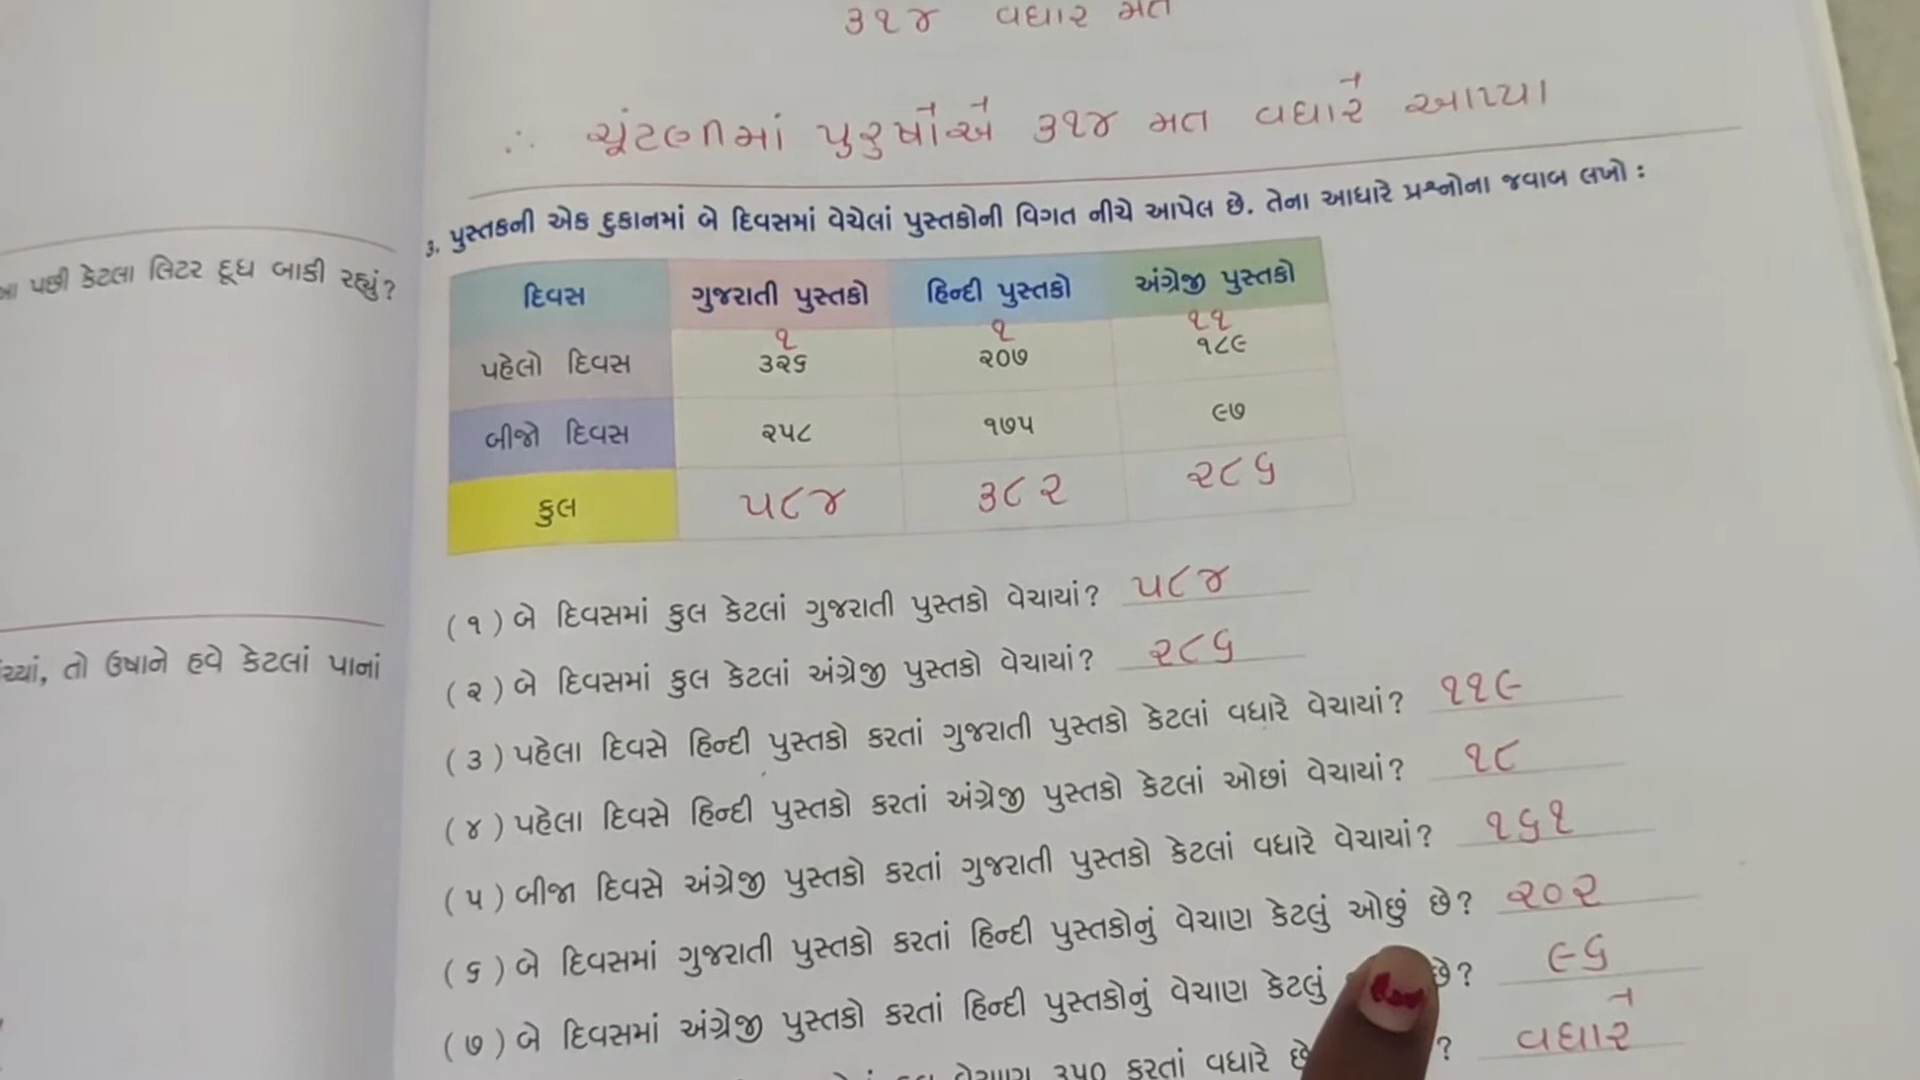 ૩૧૪ વધારે મત
∴ ચૂંટણીમાં પુરુષોએ ૩૧૪ મત વધારે આપ્યા
પછી કેટલા લિટર દૂધ બાકી રહ્યું?
તો ઉષાને હવે કેટલાં પાનાં
૩. પુસ્તકની એક દુકાનમાં બે દિવસમાં વેચેલાં પુસ્તકોની વિગત નીચે આપેલ છે. તેના આધારે પ્રશ્નોના જવાબ લખો :
દિવસ ગુજરાતી પુસ્તકો હિન્દી પુસ્તકો અંગ્રેજી પુસ્તકો
૧ ૧ ૧૧
પહેલો દિવસ ૩૨૬ ૨૦૭ ૧૮૯
બીજો દિવસ ૨૫૮ ૧૭૫ ૯૭
કુલ ૫૮૪ ૩૮૨ ૨૮૬
(૧) બે દિવસમાં કુલ કેટલાં ગુજરાતી પુસ્તકો વેચાયાં? ૫૮૪
(૨) બે દિવસમાં કુલ કેટલાં અંગ્રેજી પુસ્તકો વેચાયાં? ૨૮૬
(૩) પહેલા દિવસે હિન્દી પુસ્તકો કરતાં ગુજરાતી પુસ્તકો કેટલાં વધારે વેચાયાં? ૧૧૯
(૪) પહેલા દિવસે હિન્દી પુસ્તકો કરતાં અંગ્રેજી પુસ્તકો કેટલાં ઓછાં વેચાયાં? ૧૮
(૫) બીજા દિવસે અંગ્રેજી પુસ્તકો કરતાં ગુજરાતી પુસ્તકો કેટલાં વધારે વેચાયાં? ૧૬૧
(૬) બે દિવસમાં ગુજરાતી પુસ્તકો કરતાં હિન્દી પુસ્તકોનું વેચાણ કેટલું ઓછું છે? ૨૦૨
(૭) બે દિવસમાં અંગ્રેજી પુસ્તકો કરતાં હિન્દી પુસ્તકોનું વેચાણ કેટલું છે? ૯૬
વેચાણ ૩૫૦ કરતાં વધારે છે ? વધારે